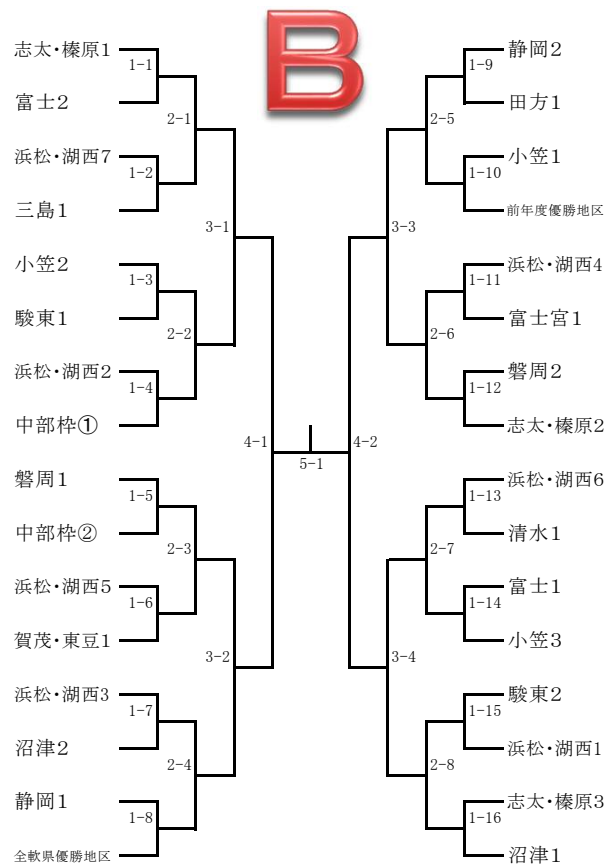 B
志太・榛原1
1-1
富士2
2-1
浜松・湖西7
1-2
三島1
3-1
小笠2
1-3
駿東1
2-2
浜松・湖西2
1-4
中部枠①
4-1
磐周1
1-5
中部枠②
2-3
浜松・湖西5
1-6
賀茂・東豆1
3-2
浜松・湖西3
1-7
沼津2
2-4
静岡1
1-8
全軟県優勝地区
5-1
静岡2
1-9
田方1
2-5
小笠1
1-10
前年度優勝地区
3-3
浜松・湖西4
1-11
富士宮1
2-6
磐周2
1-12
志太・榛原2
4-2
浜松・湖西6
1-13
清水1
2-7
富士1
1-14
小笠3
3-4
駿東2
1-15
浜松・湖西1
2-8
志太・榛原3
1-16
沼津1